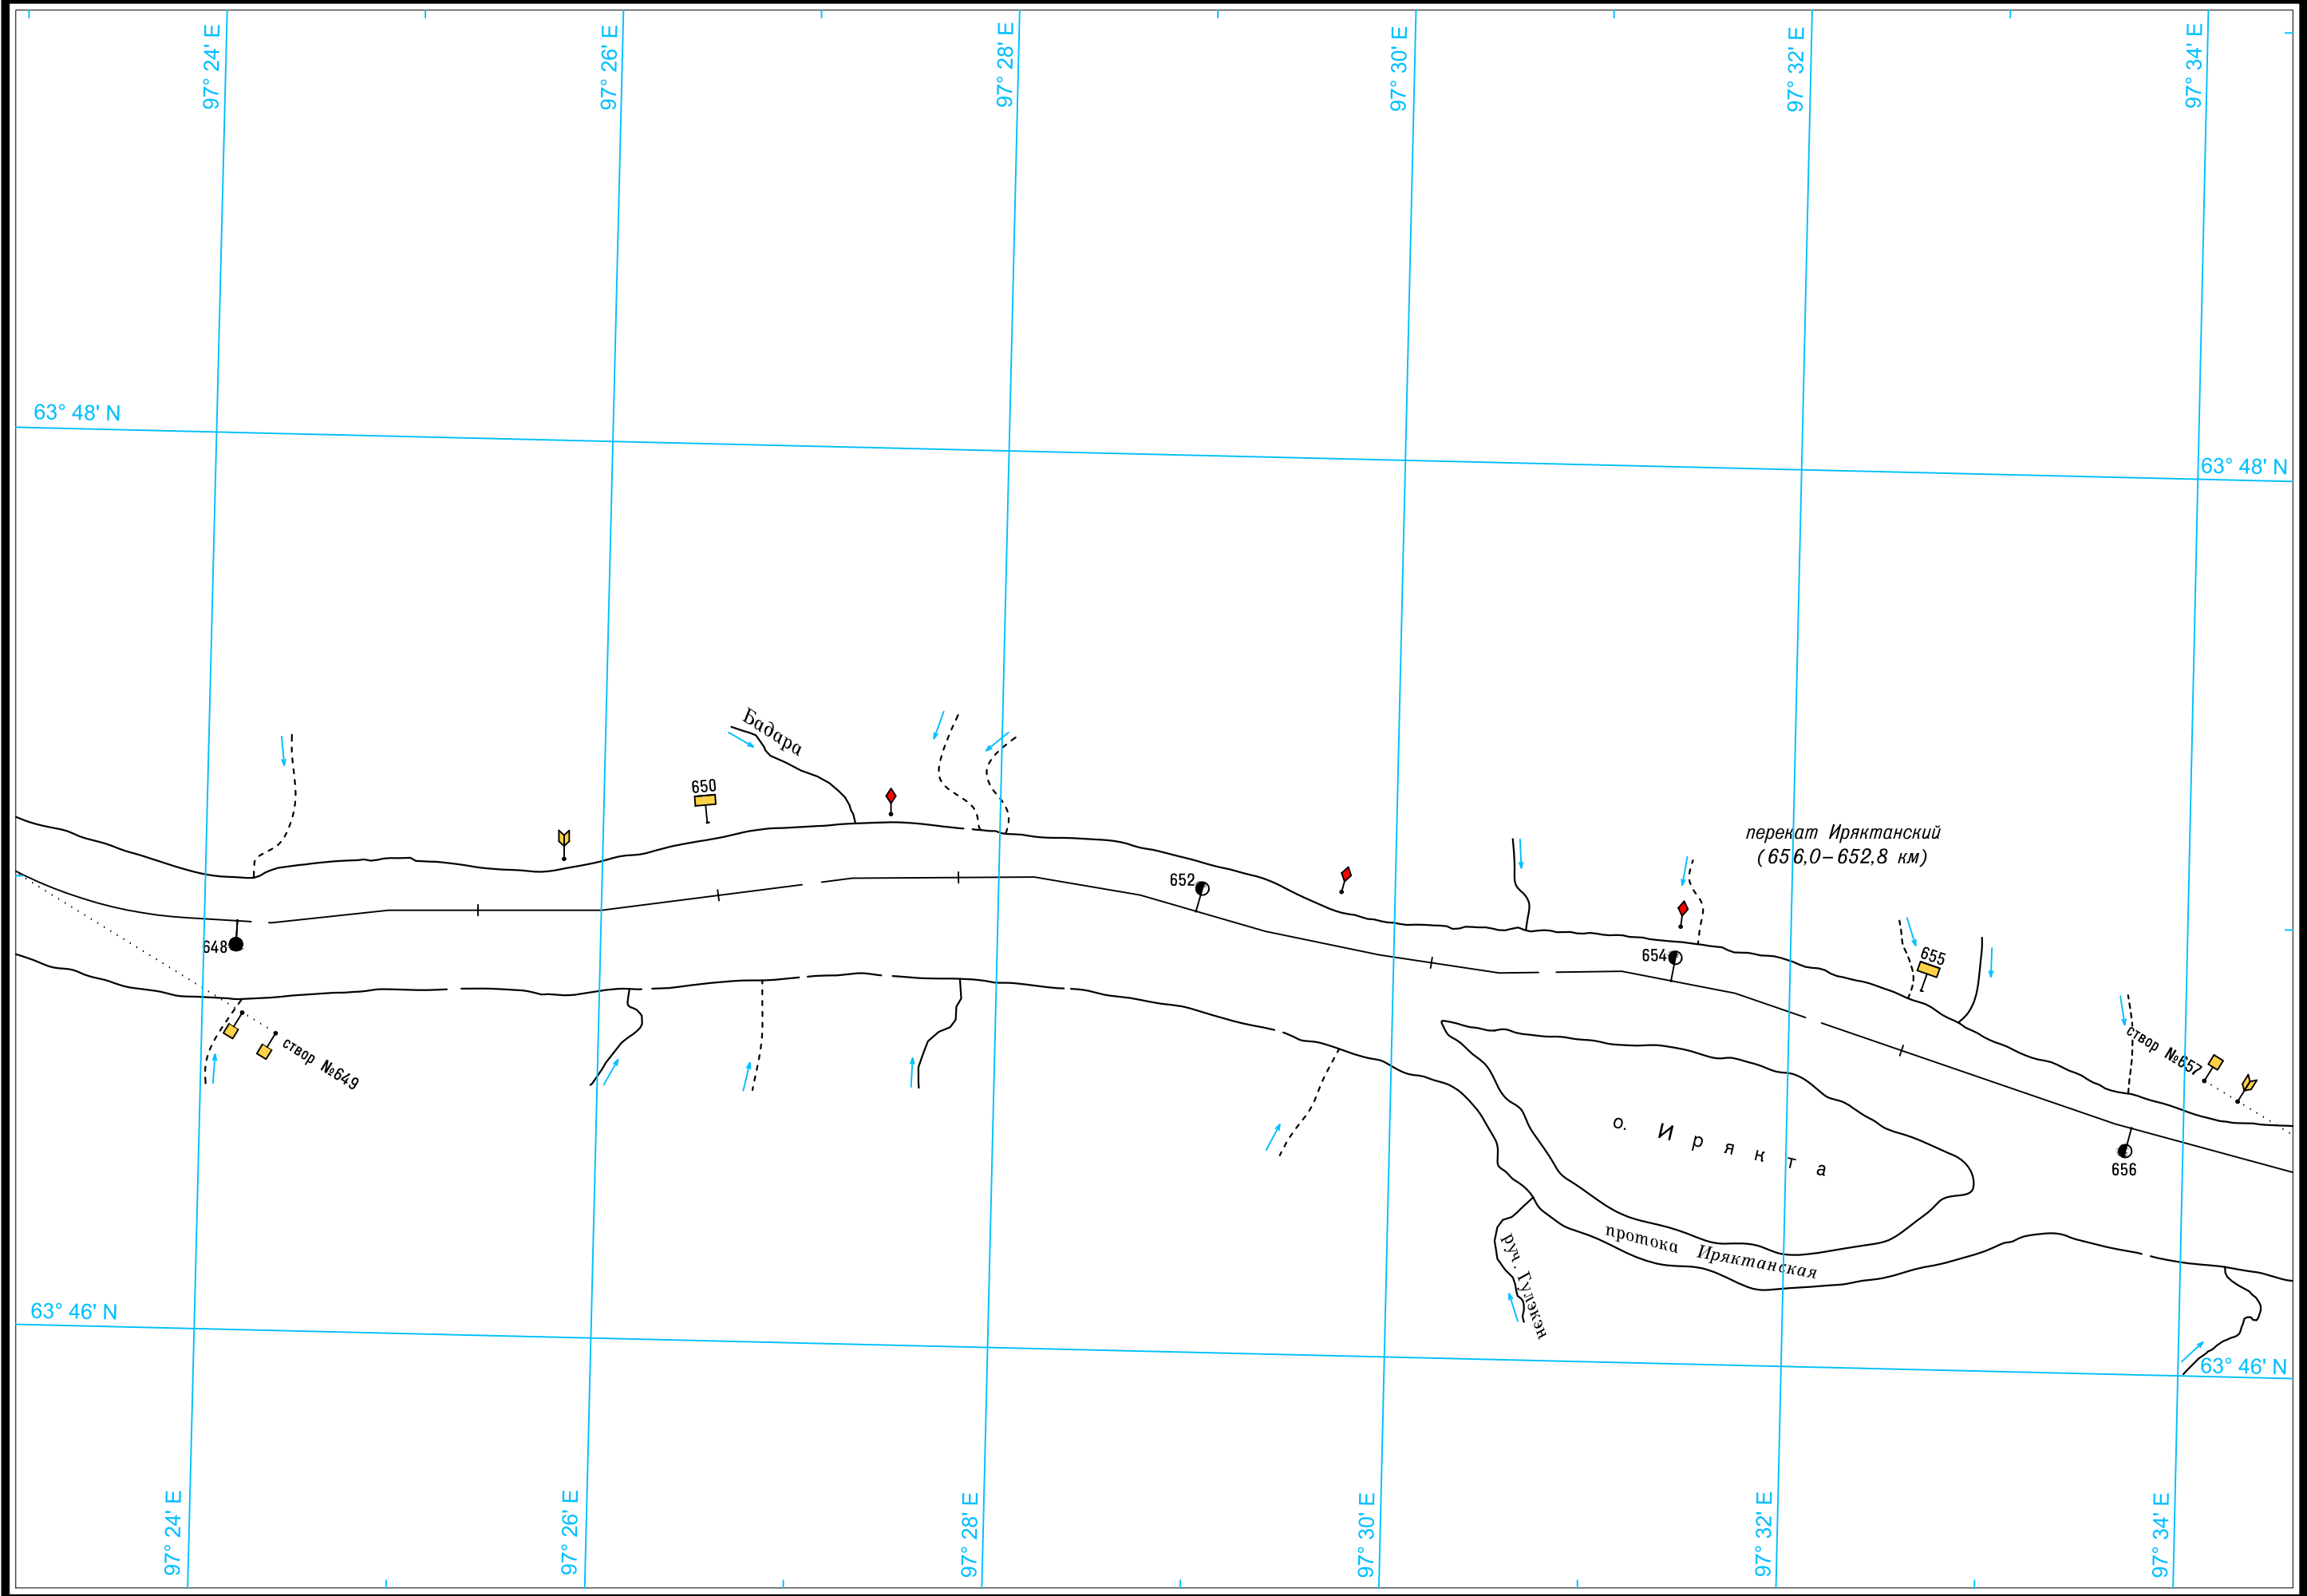 97° 24' E
97° 26' E
97° 28' E
97° 30' E
97° 32' E
97° 34' E
63° 48' N
63° 48' N
Бадара
650
перекат Иряктанский
(656,0–652,8 км)
652
648
654
655
створ №649
створ №657
о. Ирякта
656
протока Иряктанская
руч. Гулэкэн
63° 46' N
63° 46' N
97° 24' E
97° 26' E
97° 28' E
97° 30' E
97° 32' E
97° 34' E